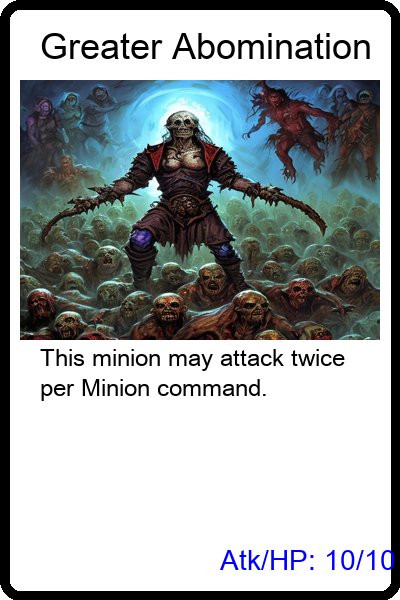 Greater Abomination
This minion may attack twice
per Minion command.
Atk/HP: 10/10